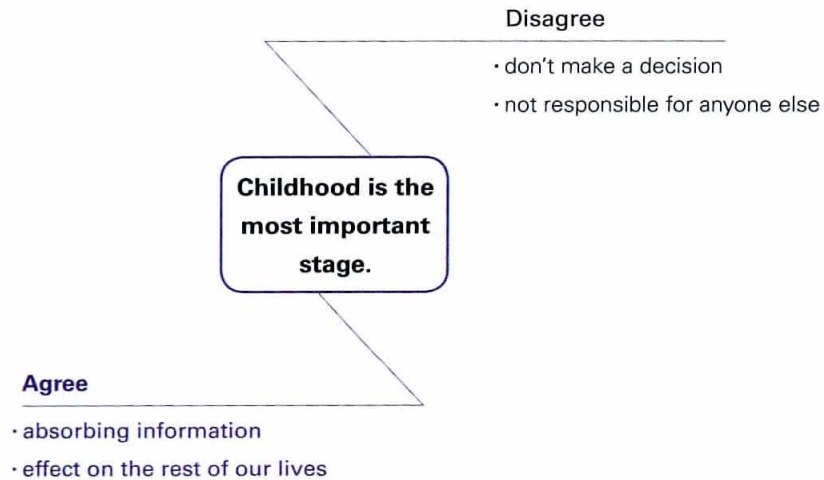 Disagree
· don't make a decision
· not responsible for anyone else
Childhood is the
most important
stage.
Agree
· absorbing information
· effect on the rest of our lives